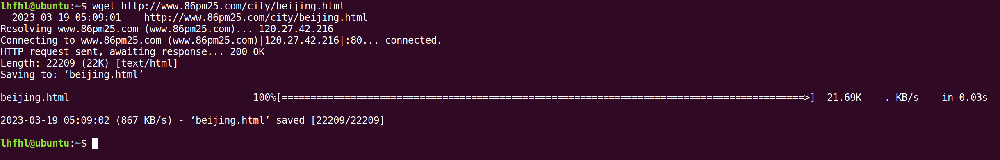 lhfhl@ubuntu:~$ wget http://www.86pm25.com/city/beijing.html
--2023-03-19 05:09:01--  http://www.86pm25.com/city/beijing.html
Resolving www.86pm25.com (www.86pm25.com)... 120.27.42.216
Connecting to www.86pm25.com (www.86pm25.com)|120.27.42.216|:80... connected.
HTTP request sent, awaiting response... 200 OK
Length: 22209 (22K) [text/html]
Saving to: ‘beijing.html’
beijing.html                                100%[===========================================================================================>]  21.69K  --.-KB/s    in 0.03s
2023-03-19 05:09:02 (867 KB/s) - ‘beijing.html’ saved [22209/22209]
lhfhl@ubuntu:~$